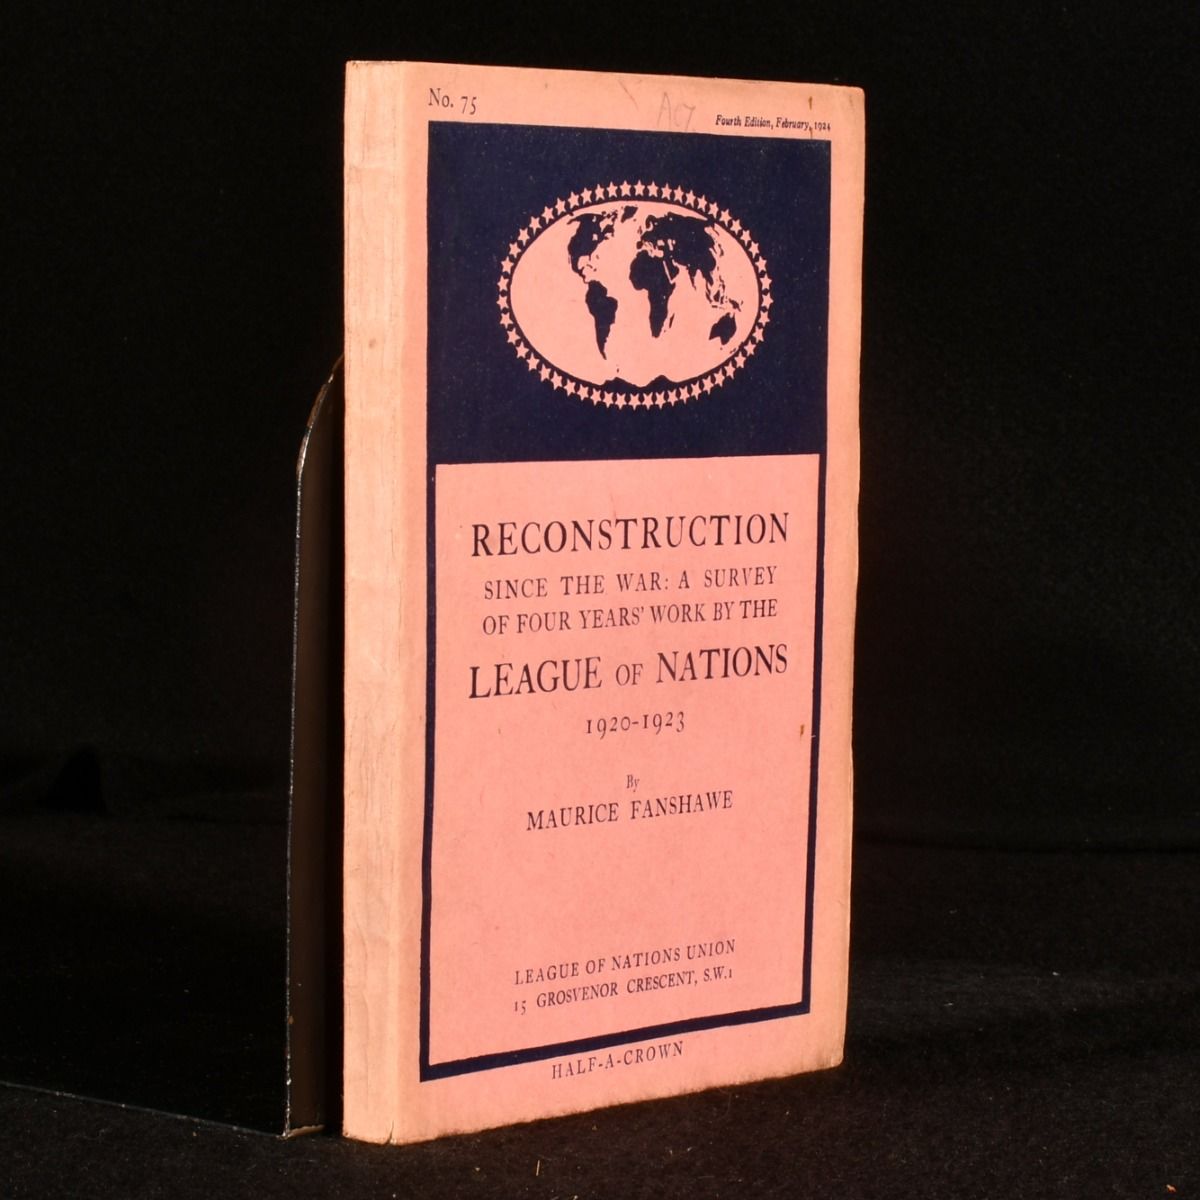 No. 75
Fourth Edition, February, 1924
RECONSTRUCTION
SINCE THE WAR: A SURVEY
OF FOUR YEARS' WORK BY THE
LEAGUE OF NATIONS
1920-1923
By
MAURICE FANSHAWE
LEAGUE OF NATIONS UNION
15 GROSVENOR CRESCENT, S.W.1
HALF-A-CROWN